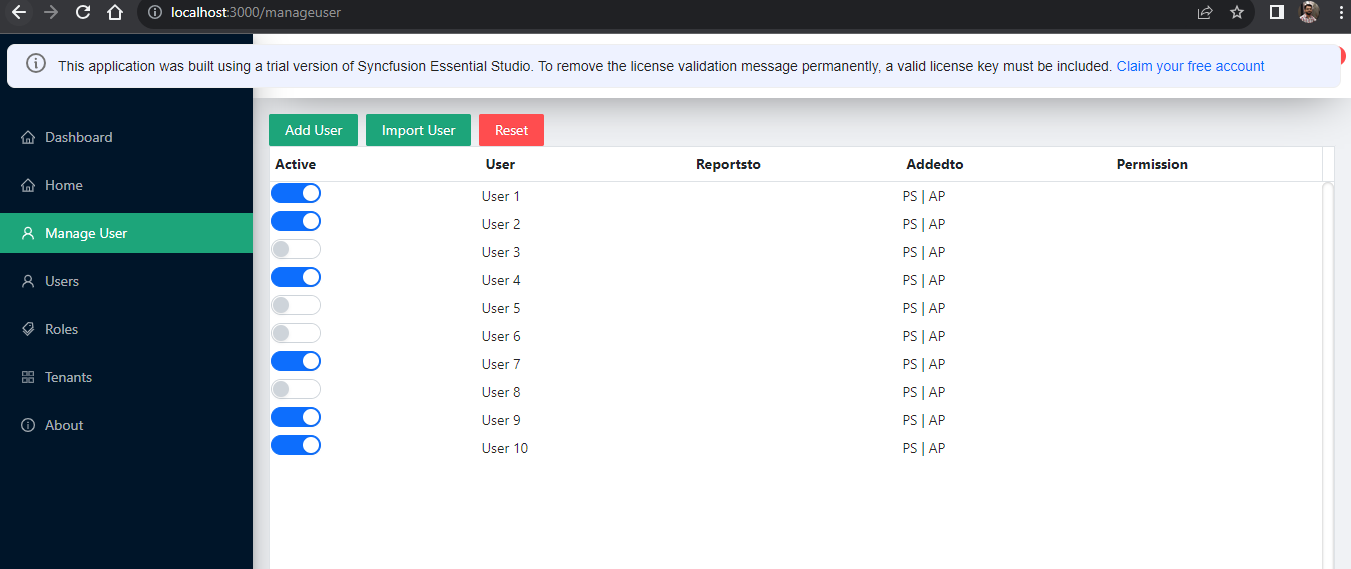 localhost:3000/manageuser
This application was built using a trial version of Syncfusion Essential Studio. To remove the license validation message permanently, a valid license key must be included. Claim your free account
Dashboard
Home
Manage User
Users
Roles
Tenants
About
Add User Import User Reset
Active User Reportsto Addedto Permission
User 1 PS | AP
User 2 PS | AP
User 3 PS | AP
User 4 PS | AP
User 5 PS | AP
User 6 PS | AP
User 7 PS | AP
User 8 PS | AP
User 9 PS | AP
User 10 PS | AP